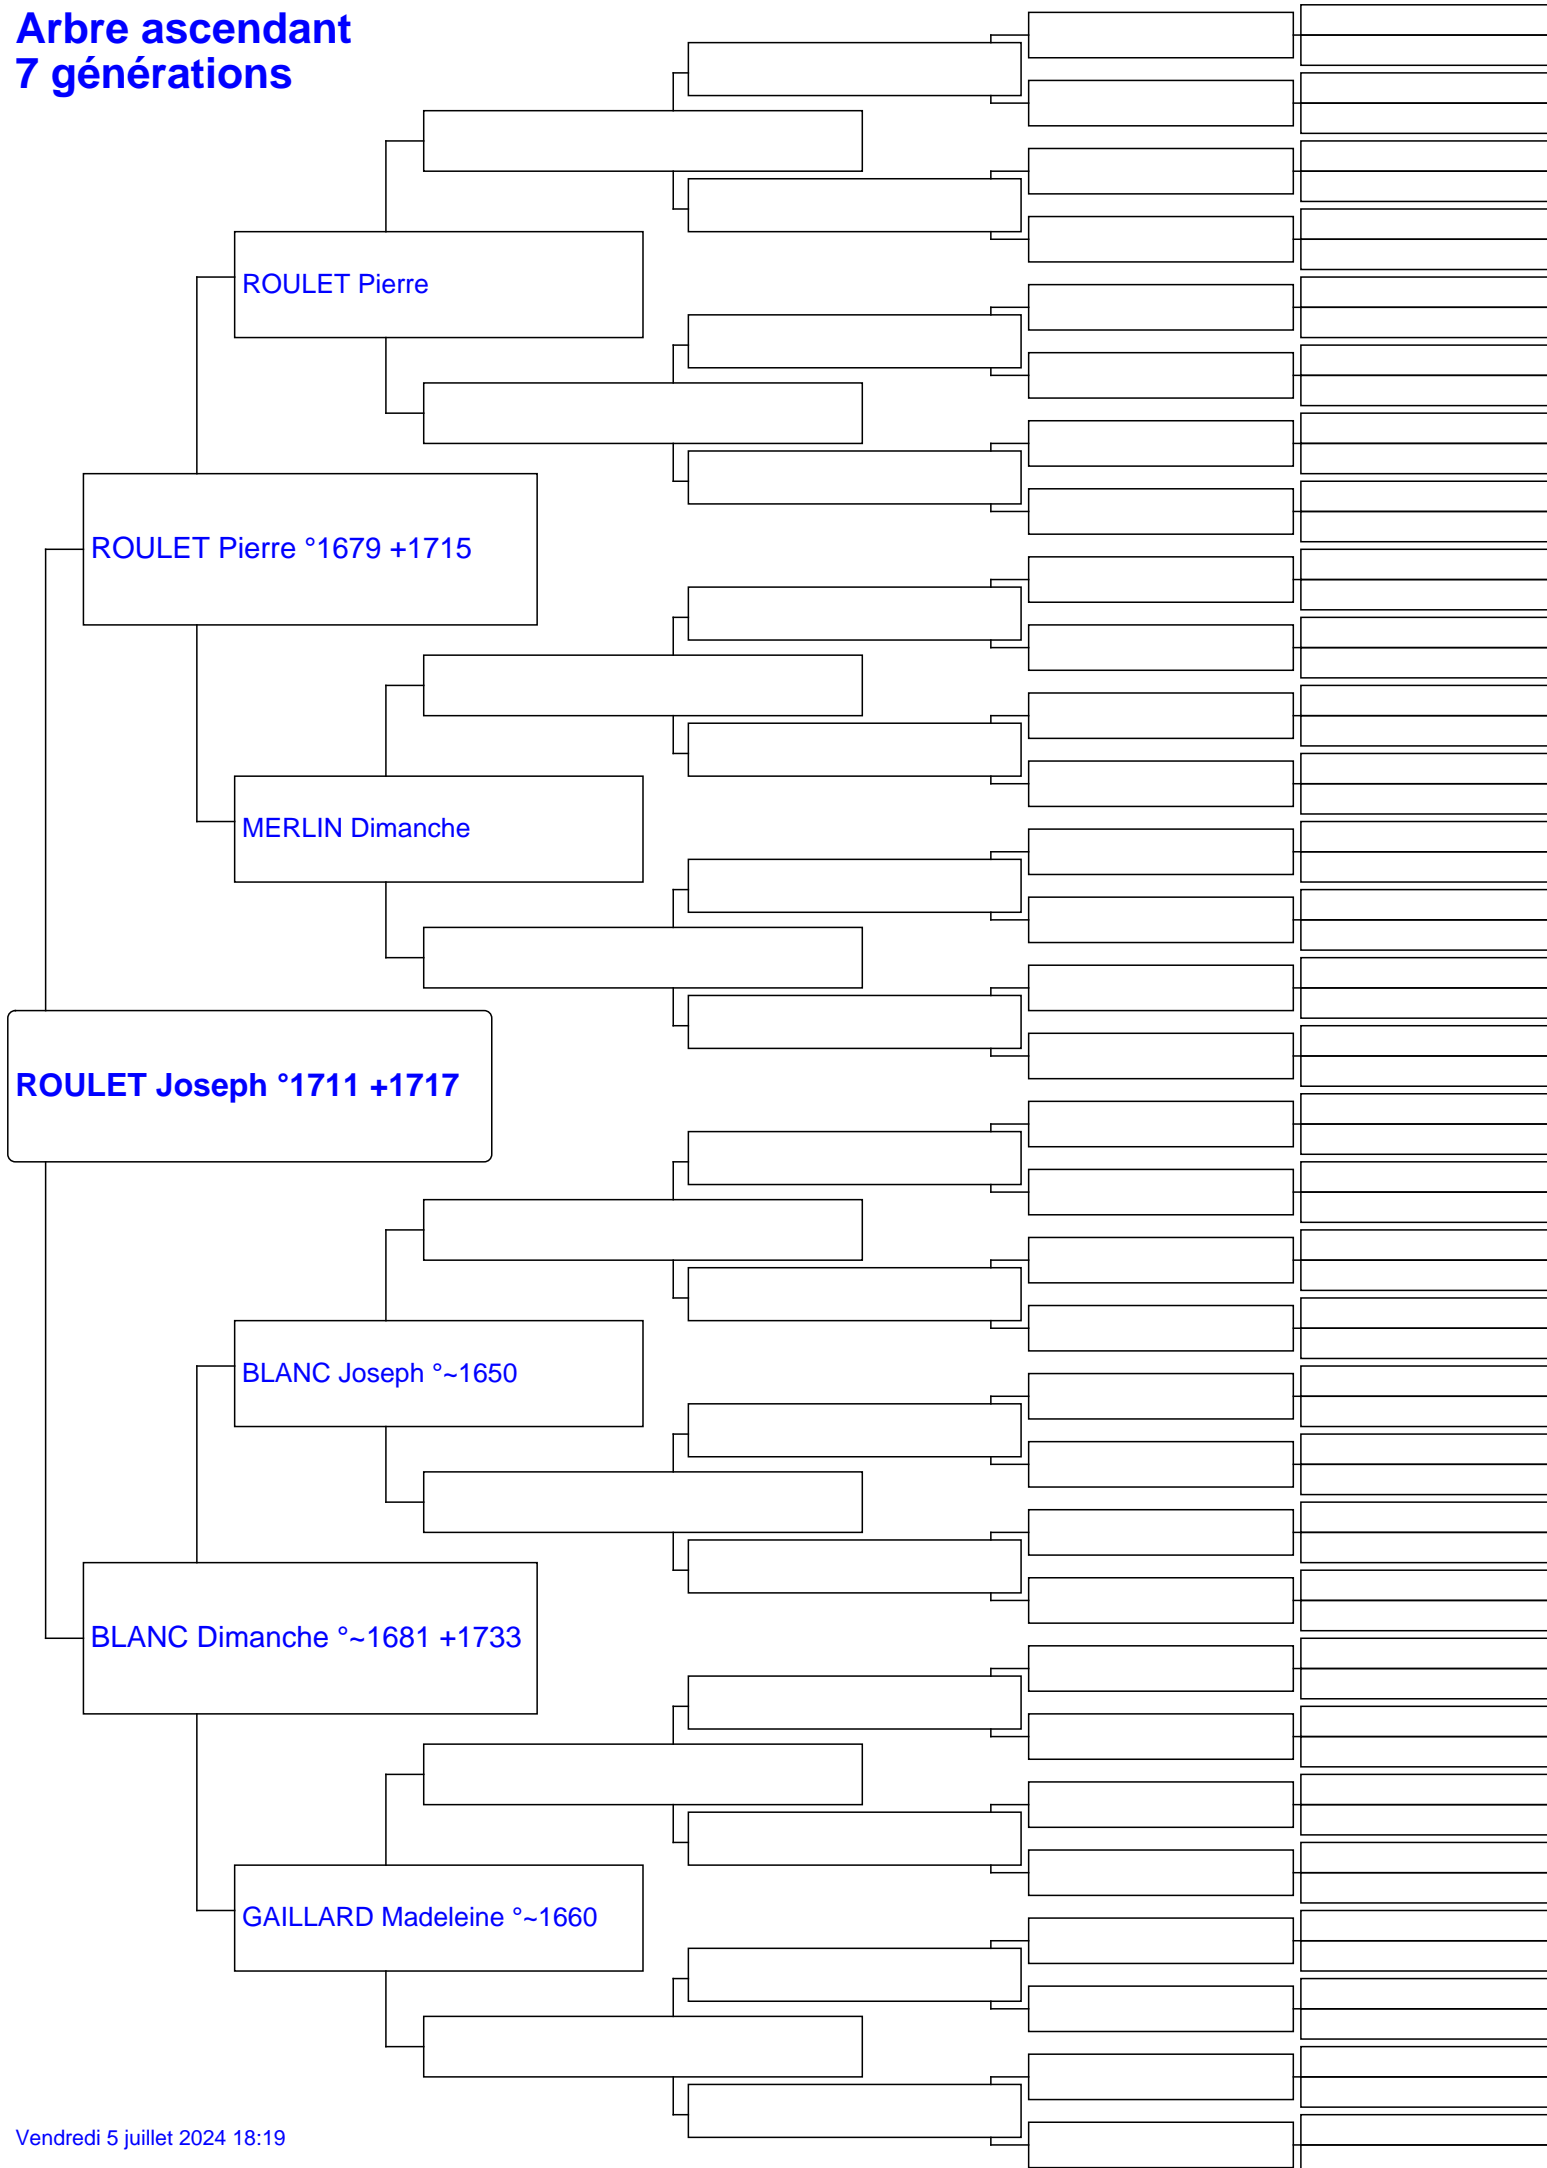 Arbre ascendant
7 générations
ROULET Pierre
ROULET Pierre °1679 +1715
MERLIN Dimanche
ROULET Joseph °1711 +1717
BLANC Joseph °~1650
BLANC Dimanche °~1681 +1733
GAILLARD Madeleine °~1660
Vendredi 5 juillet 2024 18:19